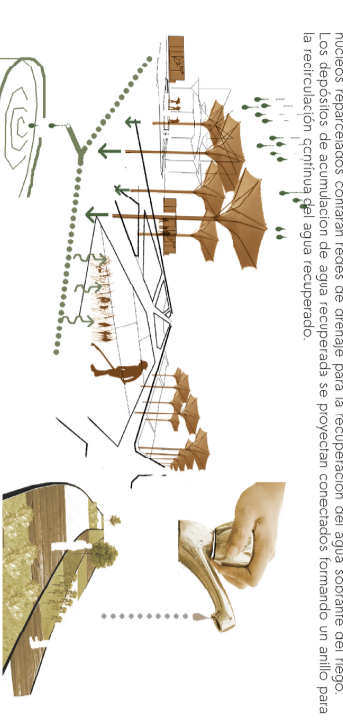 núcleos reparcelados contarán redes de drenaje para la recuperación del agua sobrante del riego.
Los depósitos de acumulacion de agua recuperada se proyectan conectados formando un anillo para
la recirculación continua del agua recuperado.